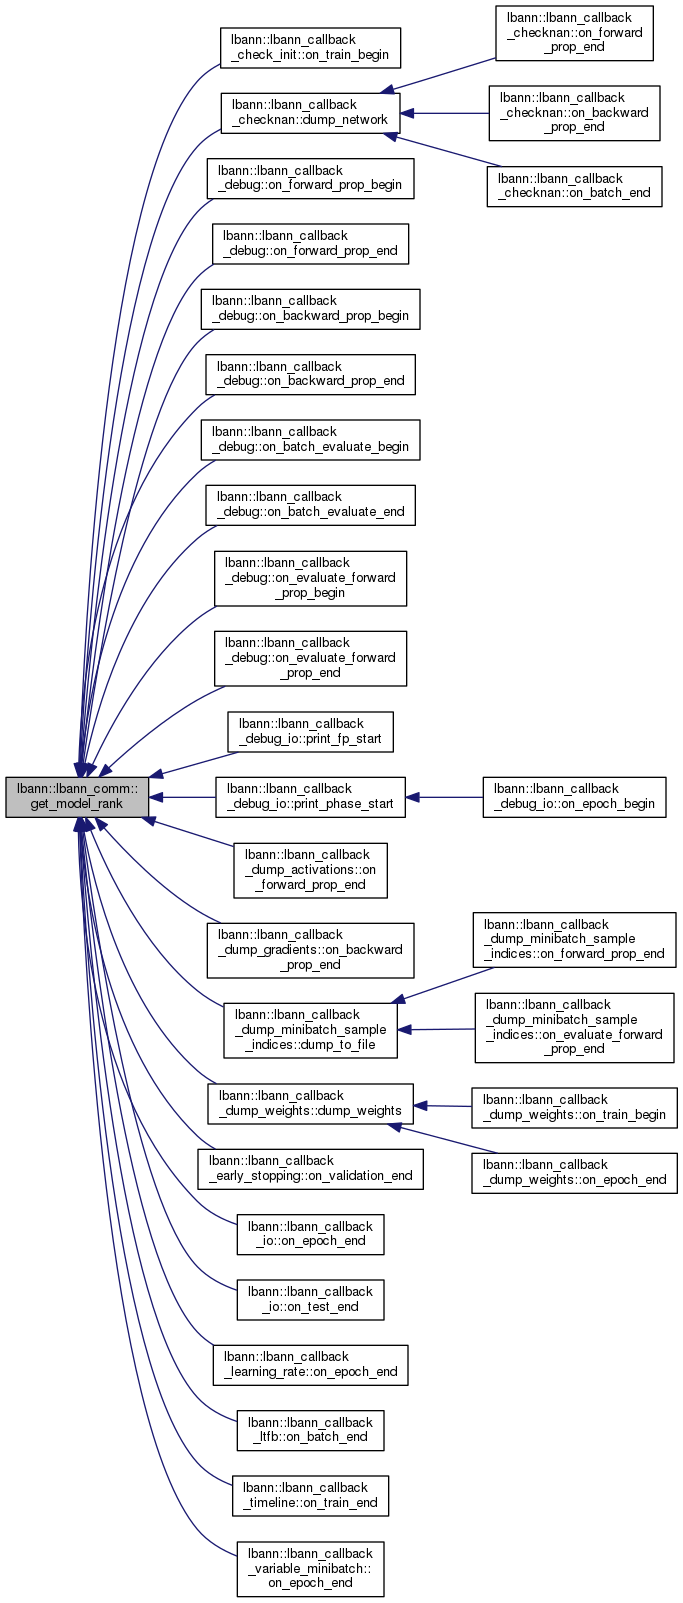 lbann::lbann_callback
_check_init::on_train_begin
lbann::lbann_callback
_checknan::dump_network
lbann::lbann_callback
_debug::on_forward_prop_begin
lbann::lbann_callback
_debug::on_forward_prop_end
lbann::lbann_callback
_debug::on_backward_prop_begin
lbann::lbann_callback
_debug::on_backward_prop_end
lbann::lbann_callback
_debug::on_batch_evaluate_begin
lbann::lbann_callback
_debug::on_batch_evaluate_end
lbann::lbann_callback
_debug::on_evaluate_forward
_prop_begin
lbann::lbann_callback
_debug::on_evaluate_forward
_prop_end
lbann::lbann_callback
_debug_io::print_fp_start
lbann::lbann_comm::
get_model_rank
lbann::lbann_callback
_debug_io::print_phase_start
lbann::lbann_callback
_dump_activations::on
_forward_prop_end
lbann::lbann_callback
_dump_gradients::on_backward
_prop_end
lbann::lbann_callback
_dump_minibatch_sample
_indices::dump_to_file
lbann::lbann_callback
_dump_weights::dump_weights
lbann::lbann_callback
_early_stopping::on_validation_end
lbann::lbann_callback
_io::on_epoch_end
lbann::lbann_callback
_io::on_test_end
lbann::lbann_callback
_learning_rate::on_epoch_end
lbann::lbann_callback
_ltfb::on_batch_end
lbann::lbann_callback
_timeline::on_train_end
lbann::lbann_callback
_variable_minibatch::
on_epoch_end
lbann::lbann_callback
_checknan::on_forward
_prop_end
lbann::lbann_callback
_checknan::on_backward
_prop_end
lbann::lbann_callback
_checknan::on_batch_end
lbann::lbann_callback
_debug_io::on_epoch_begin
lbann::lbann_callback
_dump_minibatch_sample
_indices::on_forward_prop_end
lbann::lbann_callback
_dump_minibatch_sample
_indices::on_evaluate_forward
_prop_end
lbann::lbann_callback
_dump_weights::on_train_begin
lbann::lbann_callback
_dump_weights::on_epoch_end